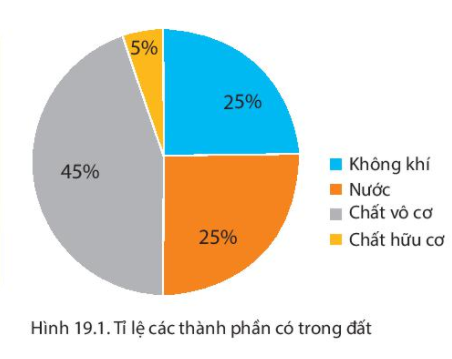 5%
25%
45%
25%
Không khí
Nước
Chất vô cơ
Chất hữu cơ
Hình 19.1. Tỉ lệ các thành phần có trong đất